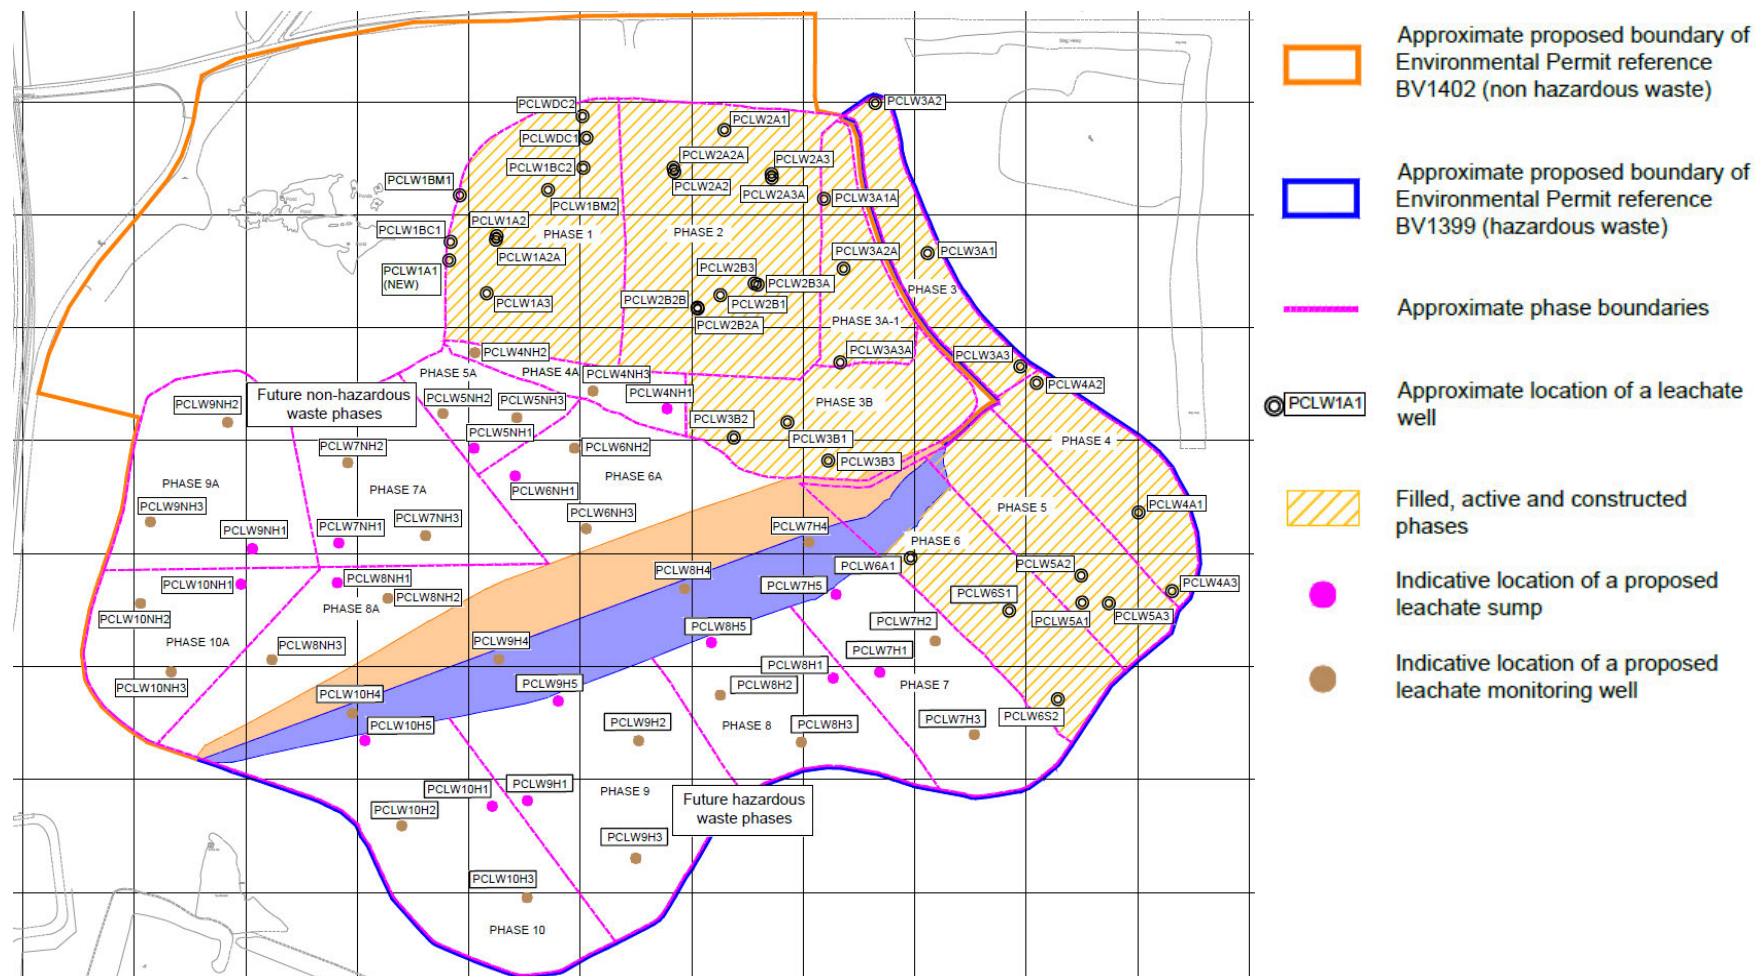 PCLW3A2
PCLWDC2
PCLW2A1
PCLWDC1
PCLW2A2A
PCLW2A3
PCLW1BC2
PCLW1BM1
PCLW2A2
PCLW2A3A
PCLW3A1A
PCLW1BM2
PCLW1A2
PCLW1BC1
PHASE 1
PHASE 2
PCLW3A2A
PCLW3A1
PCLW1A2A
PCLW2B3
PCLW1A1
(NEW)
PCLW2B3A
PHASE 3
PCLW1A3
PCLW2B2B
PCLW2B1
PCLW2B2A
PHASE 3A-1
PCLW4NH2
PCLW3A3A
PCLW3A3
PHASE 5A
PHASE 4A
PCLW4NH3
PCLW4A2
Future non-hazardous
waste phases
PCLW4NH1
PCLW9NH2
PCLW5NH2
PCLW5NH3
PHASE 3B
PCLW3B2
PCLW5NH1
PCLW3B1
PHASE 4
PCLW7NH2
PCLW6NH2
PCLW3B3
PHASE 9A
PHASE 7A
PCLW6NH1
PHASE 6A
PCLW9NH3
PCLW7NH3
PCLW6NH3
PHASE 5
PCLW4A1
PCLW9NH1
PCLW7NH1
PCLW7H4
PHASE 6
PCLW6A1
PCLW5A2
PCLW10NH1
PCLW8NH1
PCLW8H4
PCLW7H5
PCLW6S1
PCLW4A3
PCLW8NH2
PHASE 8A
PCLW10NH2
PCLW5A1
PCLW5A3
PHASE 10A
PCLW8NH3
PCLW9H4
PCLW8H5
PCLW7H2
PCLW7H1
PCLW10NH3
PCLW10H4
PCLW9H5
PCLW8H1
PCLW8H2
PHASE 7
PCLW10H5
PCLW9H2
PHASE 8
PCLW8H3
PCLW7H3
PCLW6S2
PCLW10H1
PCLW9H1
PHASE 9
Future hazardous
waste phases
PCLW10H2
PCLW9H3
PCLW10H3
PHASE 10
Approximate proposed boundary of
Environmental Permit reference
BV1402 (non hazardous waste)
Approximate proposed boundary of
Environmental Permit reference
BV1399 (hazardous waste)
Approximate phase boundaries
PCLW1A1
Approximate location of a leachate
well
Filled, active and constructed
phases
Indicative location of a proposed
leachate sump
Indicative location of a proposed
leachate monitoring well